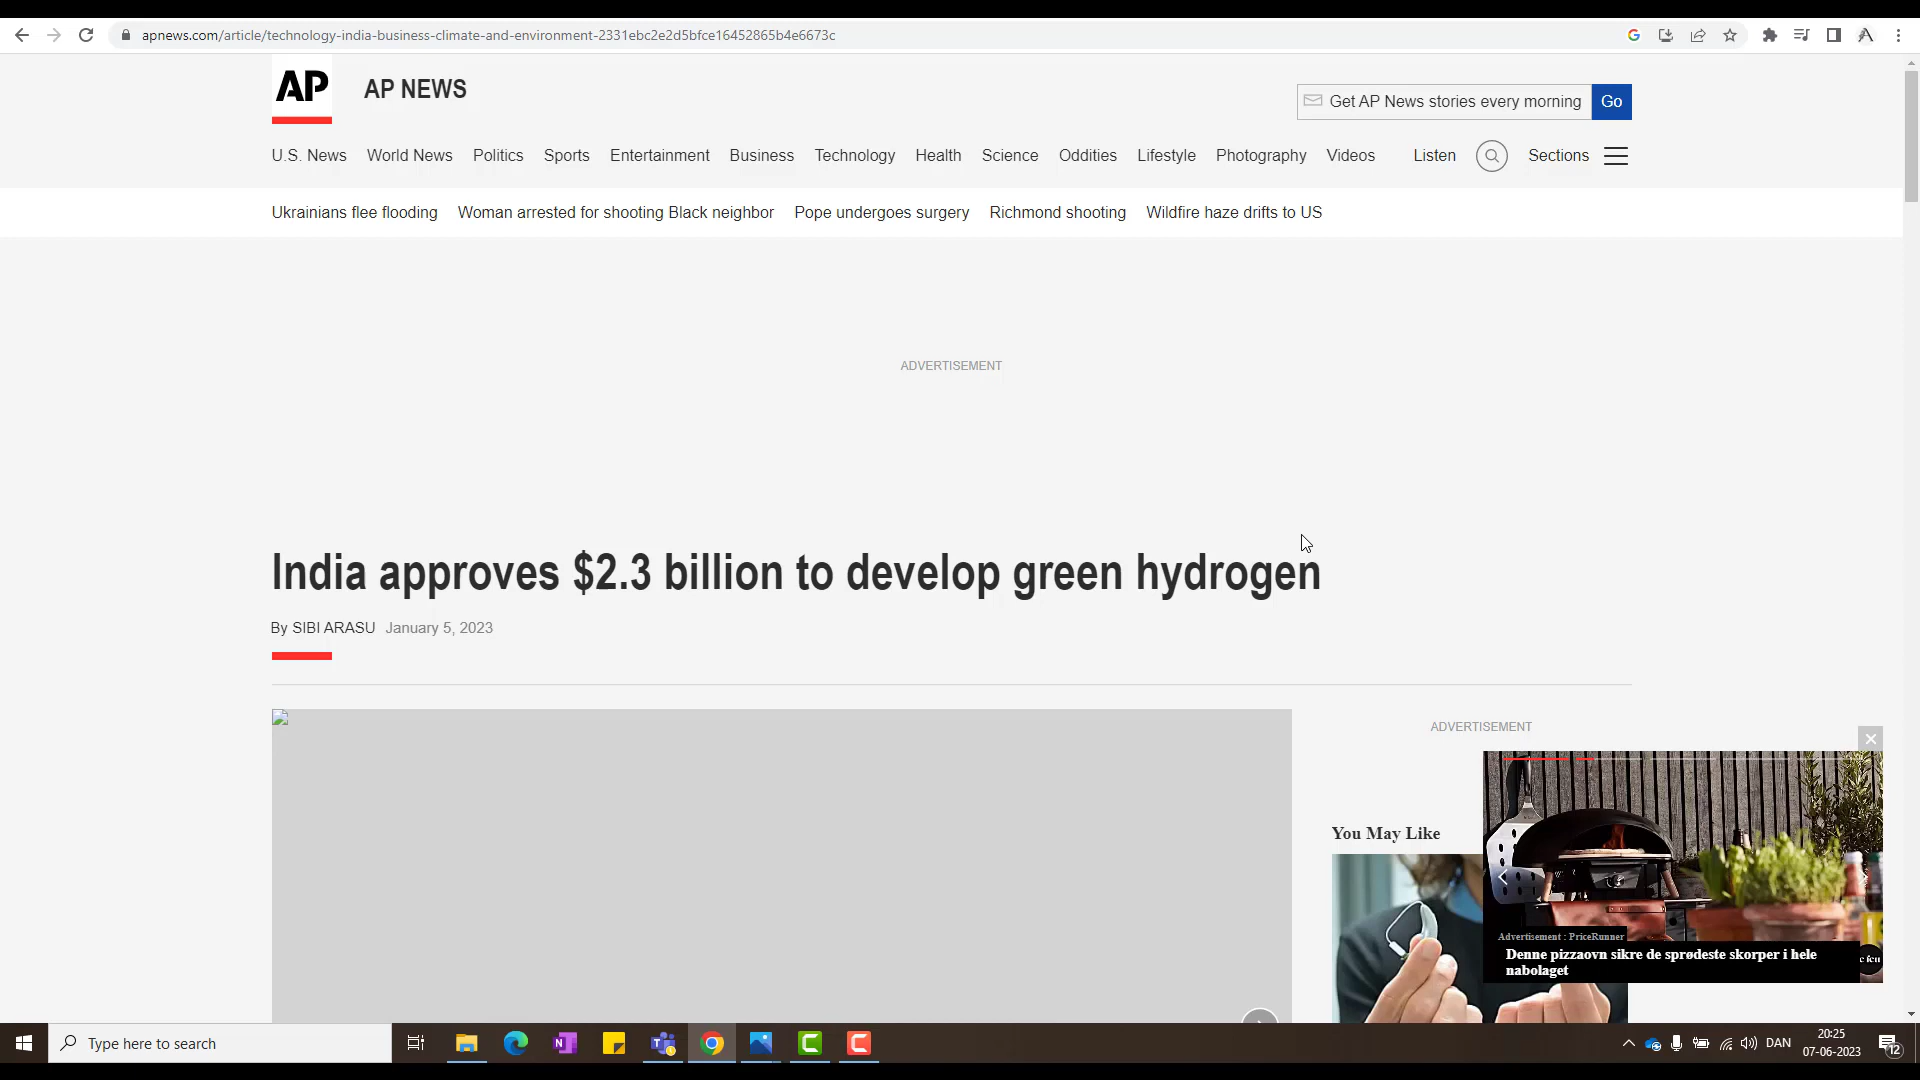 apnews.com/article/technology-india-business-climate-and-environment-2331ebc2e2d5bfce16452865b4e6673c
AP
AP NEWS
Get AP News stories every morning
Go
U.S. News World News Politics Sports Entertainment Business Technology Health Science Oddities Lifestyle Photography Videos Listen Sections
Ukrainians flee flooding Woman arrested for shooting Black neighbor Pope undergoes surgery Richmond shooting Wildfire haze drifts to US
ADVERTISEMENT
India approves $2.3 billion to develop green hydrogen
By SIBI ARASU January 5, 2023
ADVERTISEMENT
You May Like
Advertisement : PriceRunner
Denne pizzaovn sikre de sprødeste skorper i hele
nabolaget
Type here to search
DAN
20:25
07-06-2023
12